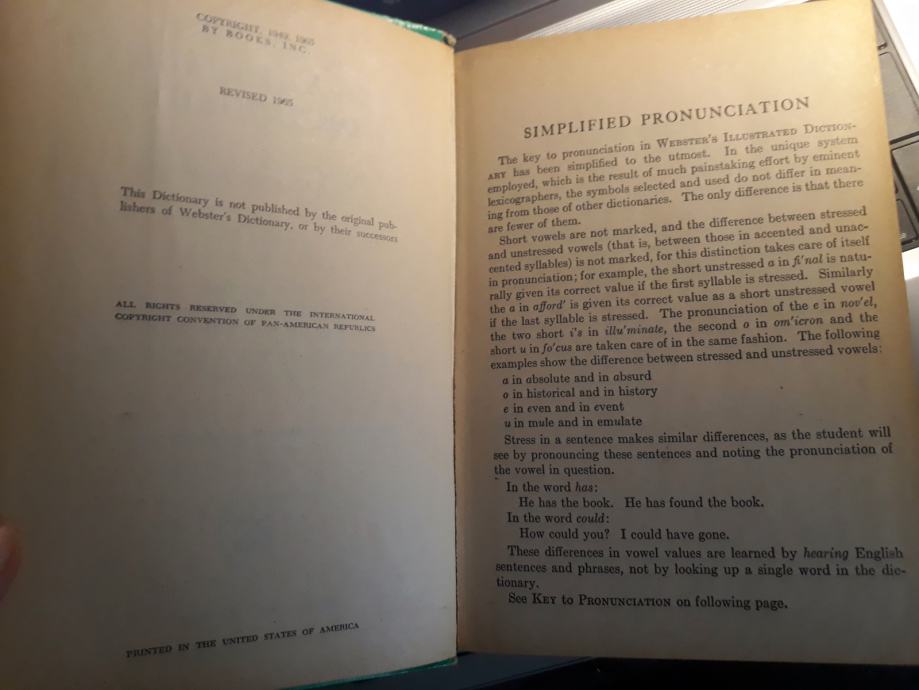 COPYRIGHT, 1949, 1965
BY BOOKS, INC.
REVISED 1965
This Dictionary is not published by the original pub-
lishers of Webster's Dictionary, or by their successors
ALL RIGHTS RESERVED UNDER THE INTERNATIONAL
COPYRIGHT CONVENTION OF PAN-AMERICAN REPUBLICS
PRINTED IN THE UNITED STATES OF AMERICA
SIMPLIFIED PRONUNCIATION
The key to pronunciation in WEBSTER'S ILLUSTRATED DICTION-
ARY has been simplified to the utmost. In the unique system
employed, which is the result of much painstaking effort by eminent
lexicographers, the symbols selected and used do not differ in mean-
ing from those of other dictionaries. The only difference is that there
are fewer of them.
Short vowels are not marked, and the difference between stressed
and unstressed vowels (that is, between those in accented and unac-
cented syllables) is not marked, for this distinction takes care of itself
in pronunciation; for example, the short unstressed a in fi'nal is natu-
rally given its correct value if the first syllable is stressed. Similarly
the a in afford' is given its correct value as a short unstressed vowel
if the last syllable is stressed. The pronunciation of the e in nov'el,
the two short i's in illu'minate, the second o in om'icron and the
short u in fo'cus are taken care of in the same fashion. The following
examples show the difference between stressed and unstressed vowels:
a in absolute and in absurd
o in historical and in history
e in even and in event
u in mule and in emulate
Stress in a sentence makes similar differences, as the student will
see by pronouncing these sentences and noting the pronunciation of
the vowel in question.
In the word has:
He has the book. He has found the book.
In the word could:
How could you? I could have gone.
These differences in vowel values are learned by hearing English
sentences and phrases, not by looking up a single word in the dic-
tionary.
See KEY to PRONUNCIATION on following page.